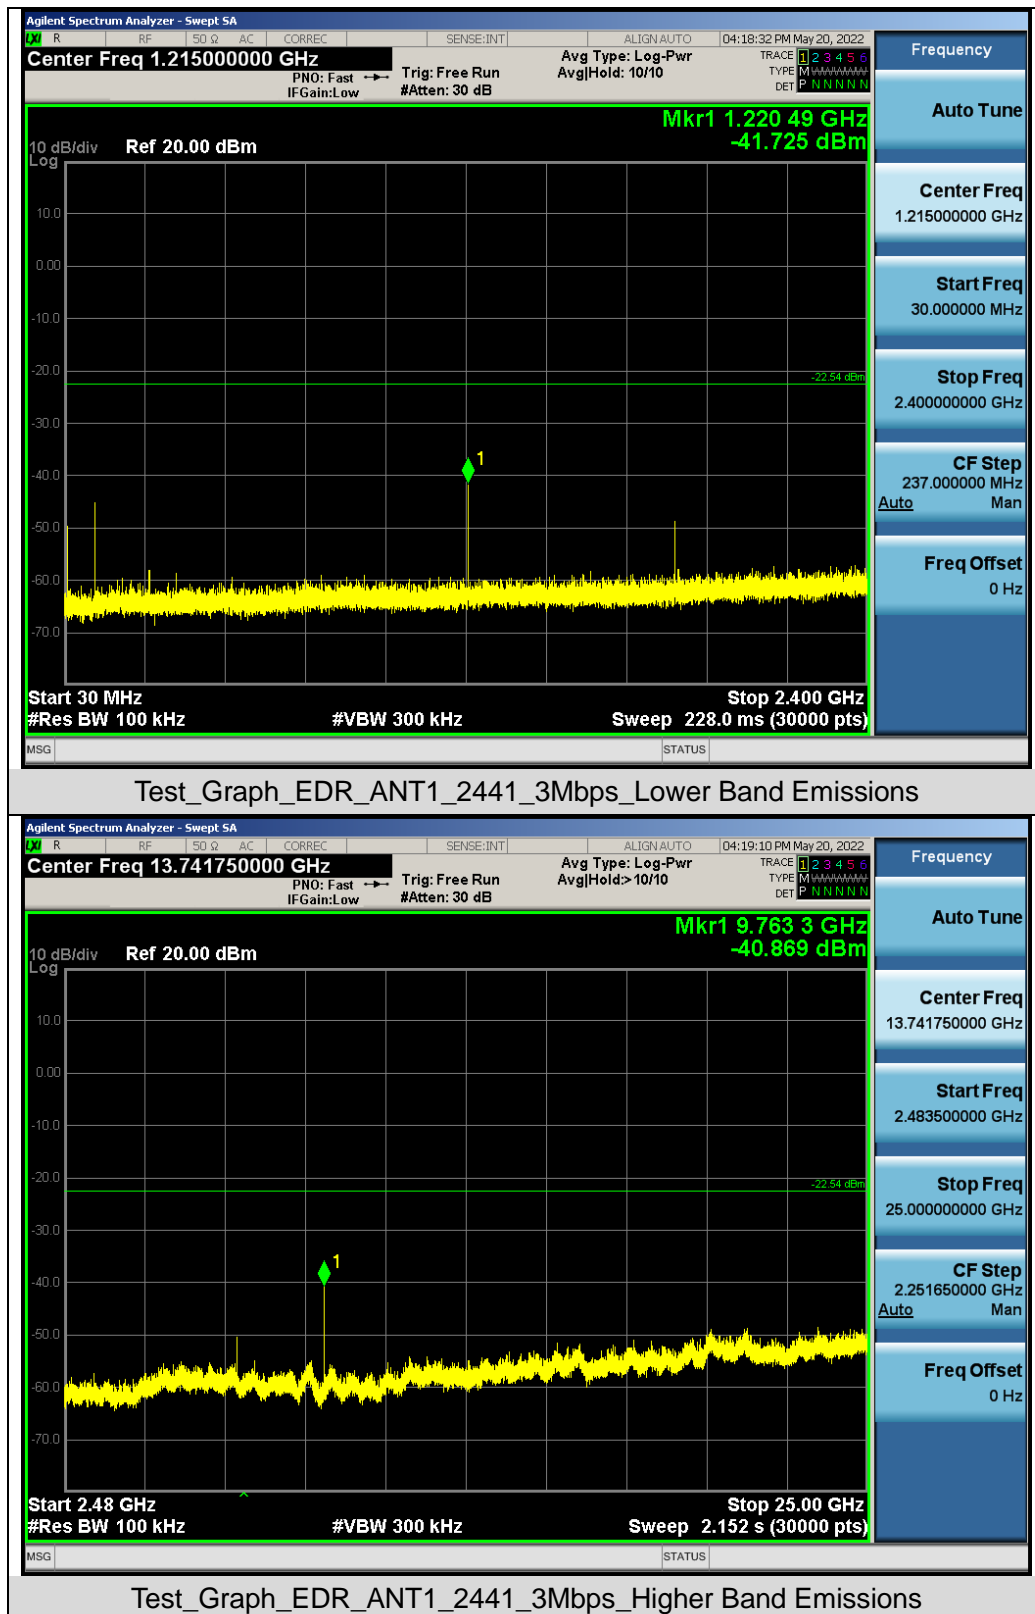 Agilent Spectrum Analyzer - Swept SA
LXI R RF 50 Ω AC CORREC SENSE:INT ALIGN AUTO 04:18:32 PM May 20, 2022
Center Freq 1.215000000 GHz
PNO: Fast
IFGain:Low
Trig: Free Run
#Atten: 30 dB
Avg Type: Log-Pwr
Avg|Hold: 10/10
TRACE 1 2 3 4 5 6
TYPE M WWWWW
DET P N N N N N
Frequency
Mkr1 1.220 49 GHz
-41.725 dBm
10 dB/div Ref 20.00 dBm
Log
10.0
0.00
-10.0
-20.0
-22.54 dBm
-30.0
-40.0
1
-50.0
-60.0
-70.0
Start 30 MHz Stop 2.400 GHz
#Res BW 100 kHz #VBW 300 kHz Sweep 228.0 ms (30000 pts)
MSG STATUS
Auto Tune
Center Freq
1.215000000 GHz
Start Freq
30.000000 MHz
Stop Freq
2.400000000 GHz
CF Step
237.000000 MHz
Auto Man
Freq Offset
0 Hz
Test_Graph_EDR_ANT1_2441_3Mbps_Lower Band Emissions
Agilent Spectrum Analyzer - Swept SA
LXI R RF 50 Ω AC CORREC SENSE:INT ALIGN AUTO 04:19:10 PM May 20, 2022
Center Freq 13.741750000 GHz
PNO: Fast
IFGain:Low
Trig: Free Run
#Atten: 30 dB
Avg Type: Log-Pwr
Avg|Hold:>10/10
TRACE 1 2 3 4 5 6
TYPE M WWWWW
DET P N N N N N
Frequency
Mkr1 9.763 3 GHz
-40.869 dBm
10 dB/div Ref 20.00 dBm
Log
10.0
0.00
-10.0
-20.0
-22.54 dBm
-30.0
-40.0
1
-50.0
-60.0
-70.0
Start 2.48 GHz Stop 25.00 GHz
#Res BW 100 kHz #VBW 300 kHz Sweep 2.152 s (30000 pts)
MSG STATUS
Auto Tune
Center Freq
13.741750000 GHz
Start Freq
2.483500000 GHz
Stop Freq
25.000000000 GHz
CF Step
2.251650000 GHz
Auto Man
Freq Offset
0 Hz
Test_Graph_EDR_ANT1_2441_3Mbps_Higher Band Emissions